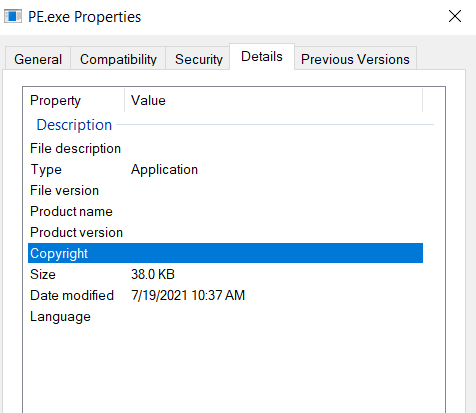 PE.exe Properties
General Compatibility Security Details Previous Versions
Property Value
Description
File description
Type Application
File version
Product name
Product version
Copyright
Size 38.0 KB
Date modified 7/19/2021 10:37 AM
Language